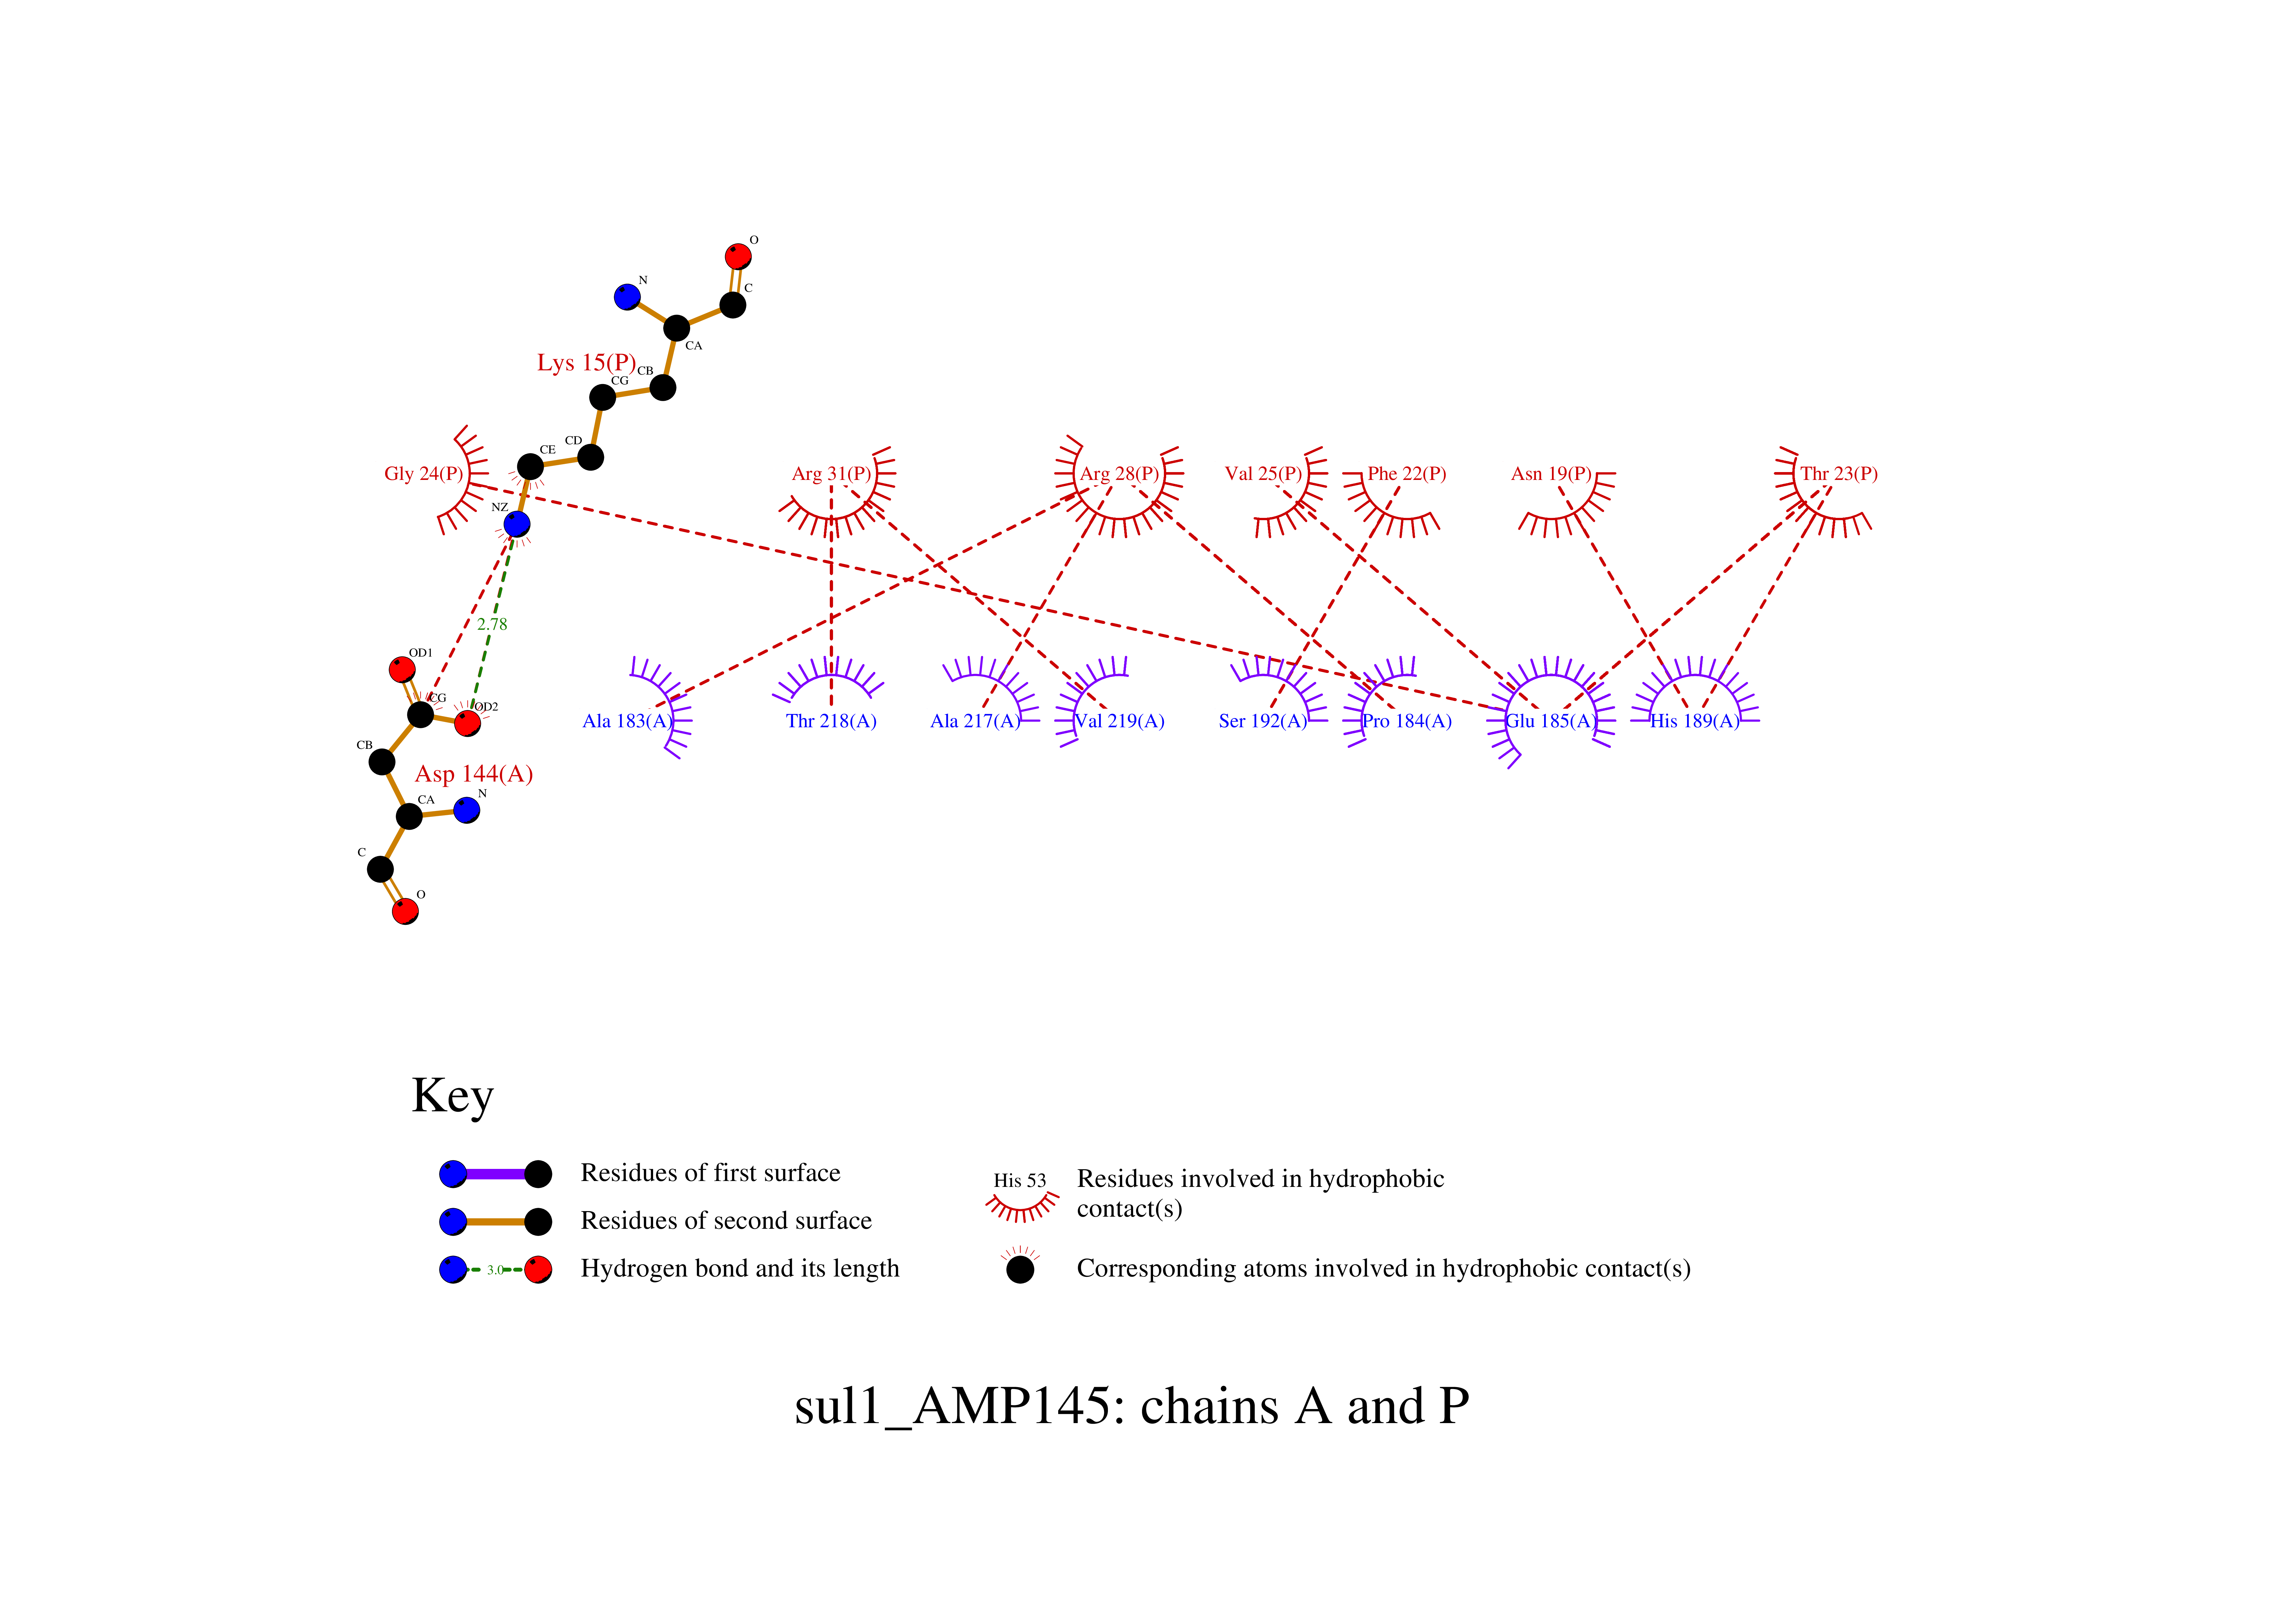 O
N
C
CA
Lys 15(P)
CB
CG
CD
CE
Gly 24(P)
Arg 31(P)
Arg 28(P)
Val 25(P)
Phe 22(P)
Asn 19(P)
Thr 23(P)
NZ
2.78
OD1
CG
OD2
Ala 183(A)
Thr 218(A)
Ala 217(A)
Val 219(A)
Ser 192(A)
Pro 184(A)
Glu 185(A)
His 189(A)
CB
Asp 144(A)
N
CA
C
O
Key
Residues of first surface
Residues of second surface
3.0
Hydrogen bond and its length
His 53
Residues involved in hydrophobic
contact(s)
Corresponding atoms involved in hydrophobic contact(s)
sul1_AMP145: chains A and P